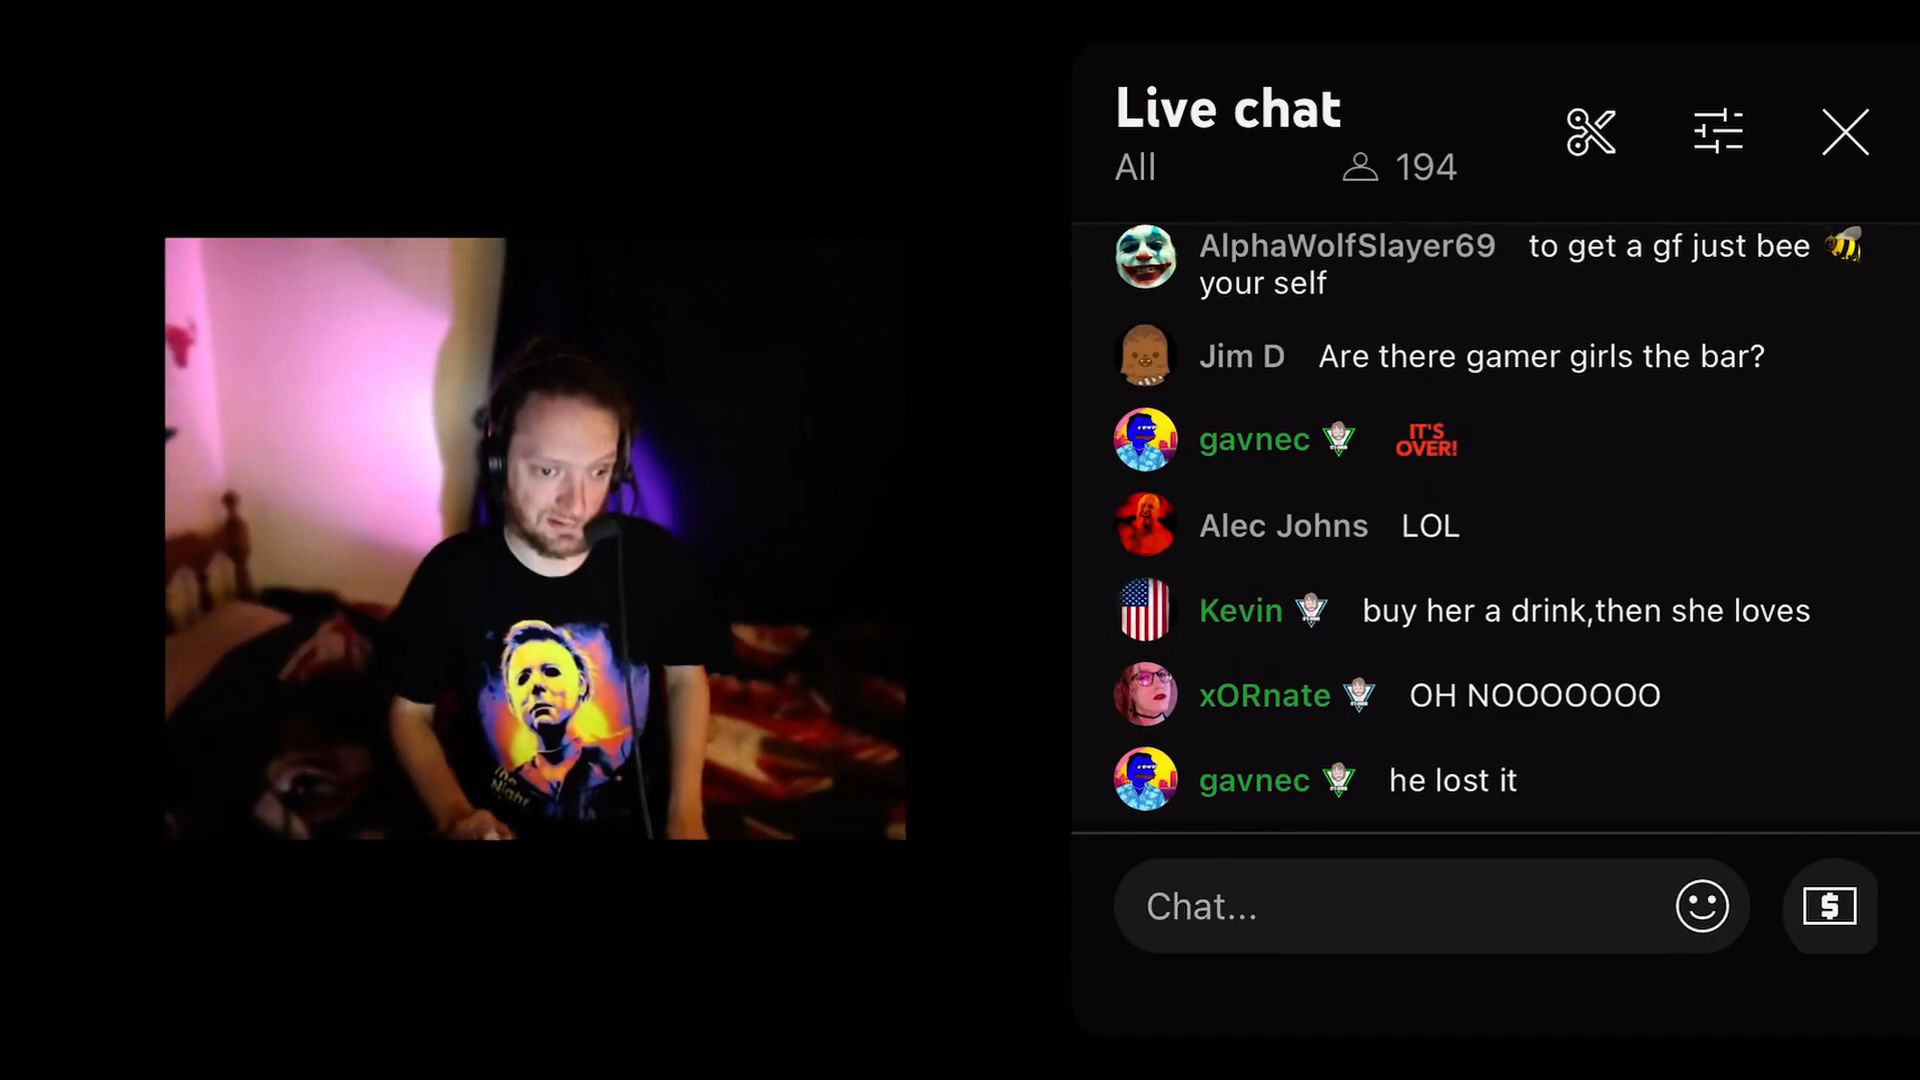 Live chat
All 194
AlphaWolfSlayer69 to get a gf just bee
your self
Jim D Are there gamer girls the bar?
gavnec IT'S
OVER!
Alec Johns LOL
Kevin buy her a drink,then she loves
xORnate OH NOOOOOOO
gavnec he lost it
Chat...
$
The
Night